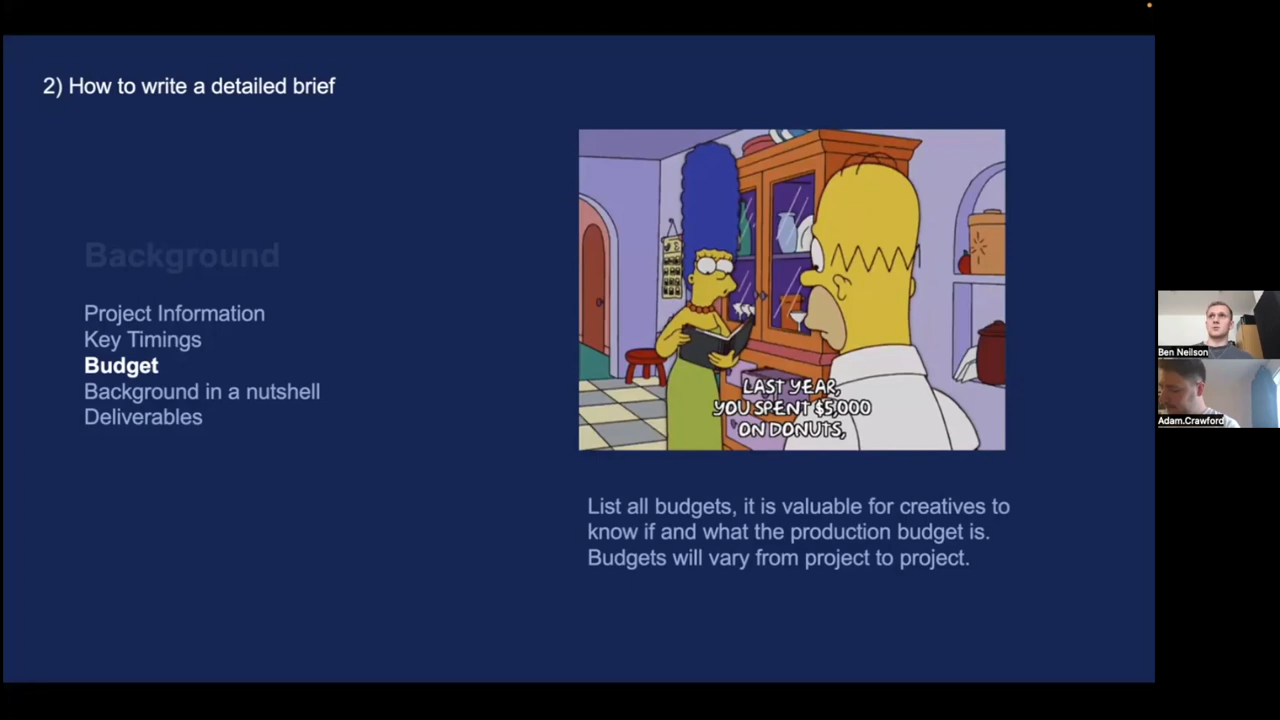 2) How to write a detailed brief
Background
Project Information
Key Timings
Budget
Background in a nutshell
Deliverables
LAST YEAR,
YOU SPENT $5,000
ON DONUTS,
List all budgets, it is valuable for creatives to
know if and what the production budget is.
Budgets will vary from project to project.
Ben Neilson
Adam.Crawford